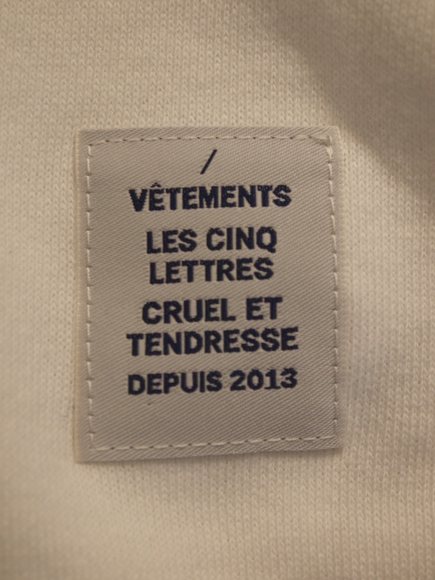 /
VÊTEMENTS
LES CINQ
LETTRES
CRUEL ET
TENDRESSE
DEPUIS 2013